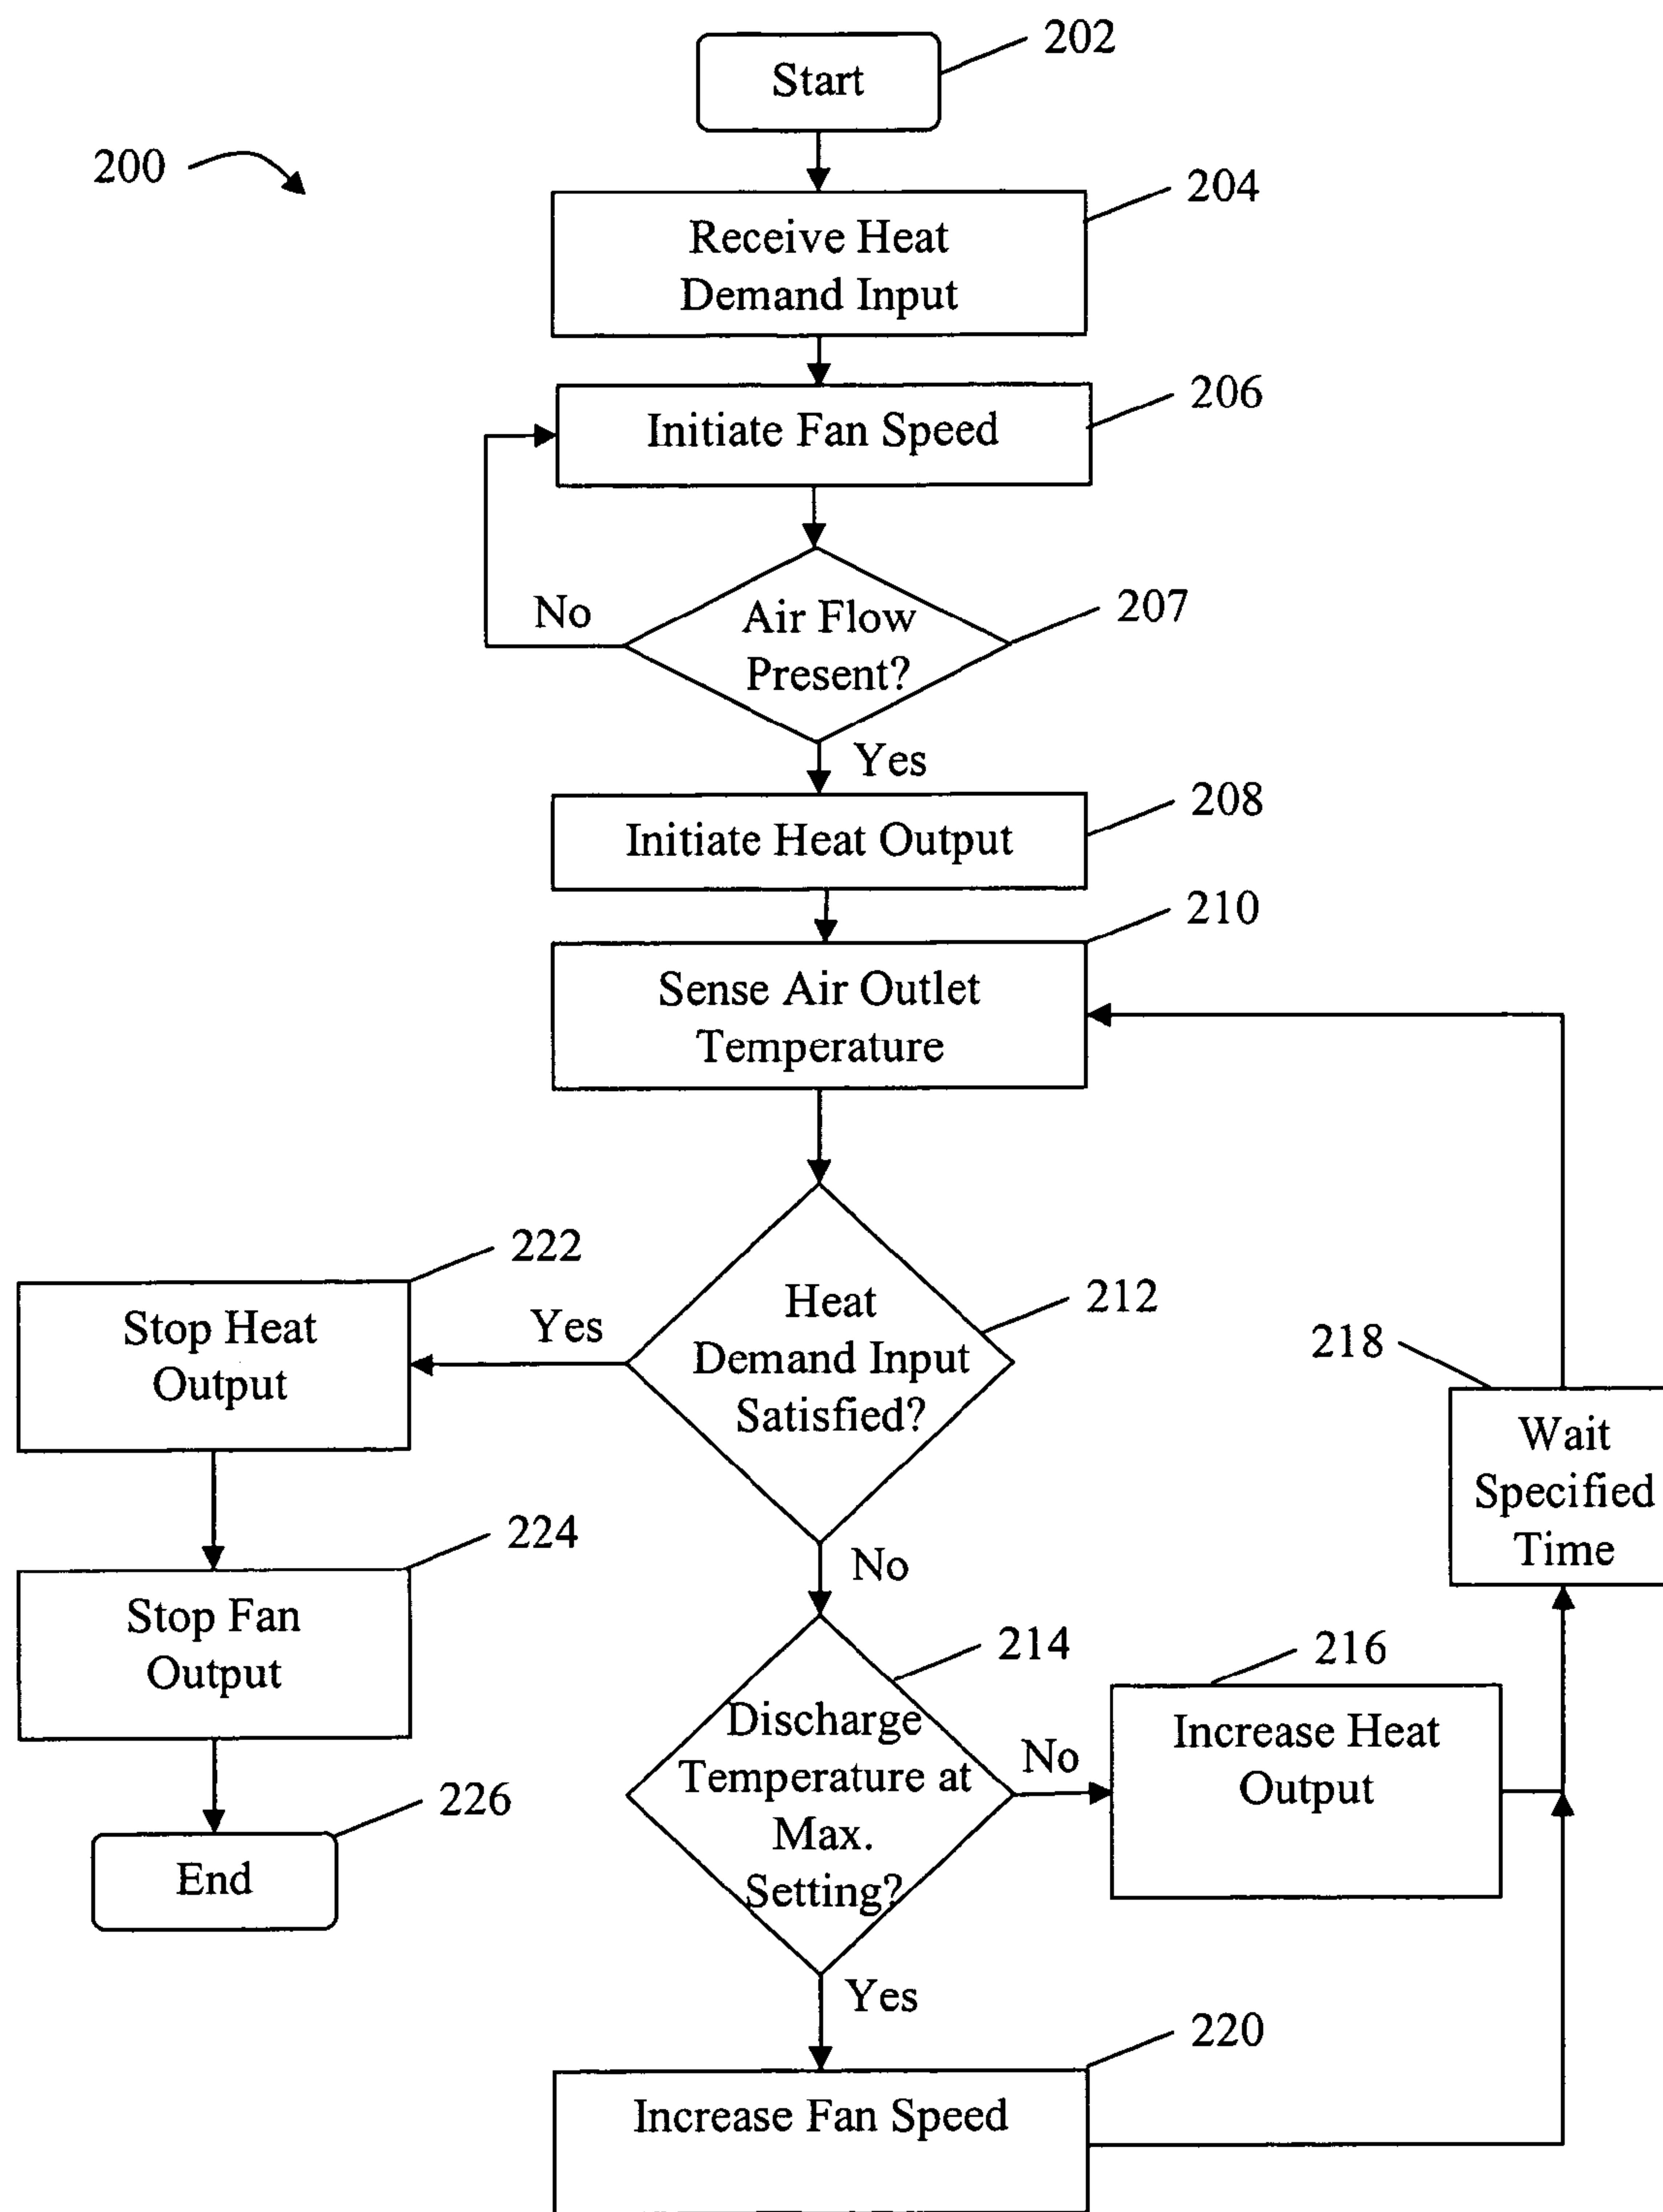 202
Start
200
204
Receive Heat
Demand Input
206
Initiate Fan Speed
No
Air Flow
Present?
207
Yes
208
Initiate Heat Output
210
Sense Air Outlet
Temperature
222
Stop Heat
Output
Yes
Heat
Demand Input
Satisfied?
212
218
Wait
Specified
Time
No
224
Stop Fan
Output
214
Discharge
Temperature at
Max.
Setting?
No
216
Increase Heat
Output
226
End
Yes
220
Increase Fan Speed